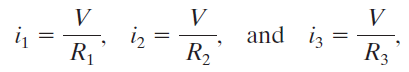 i₁ = V/R₁, i₂ = V/R₂, and i₃ = V/R₃,